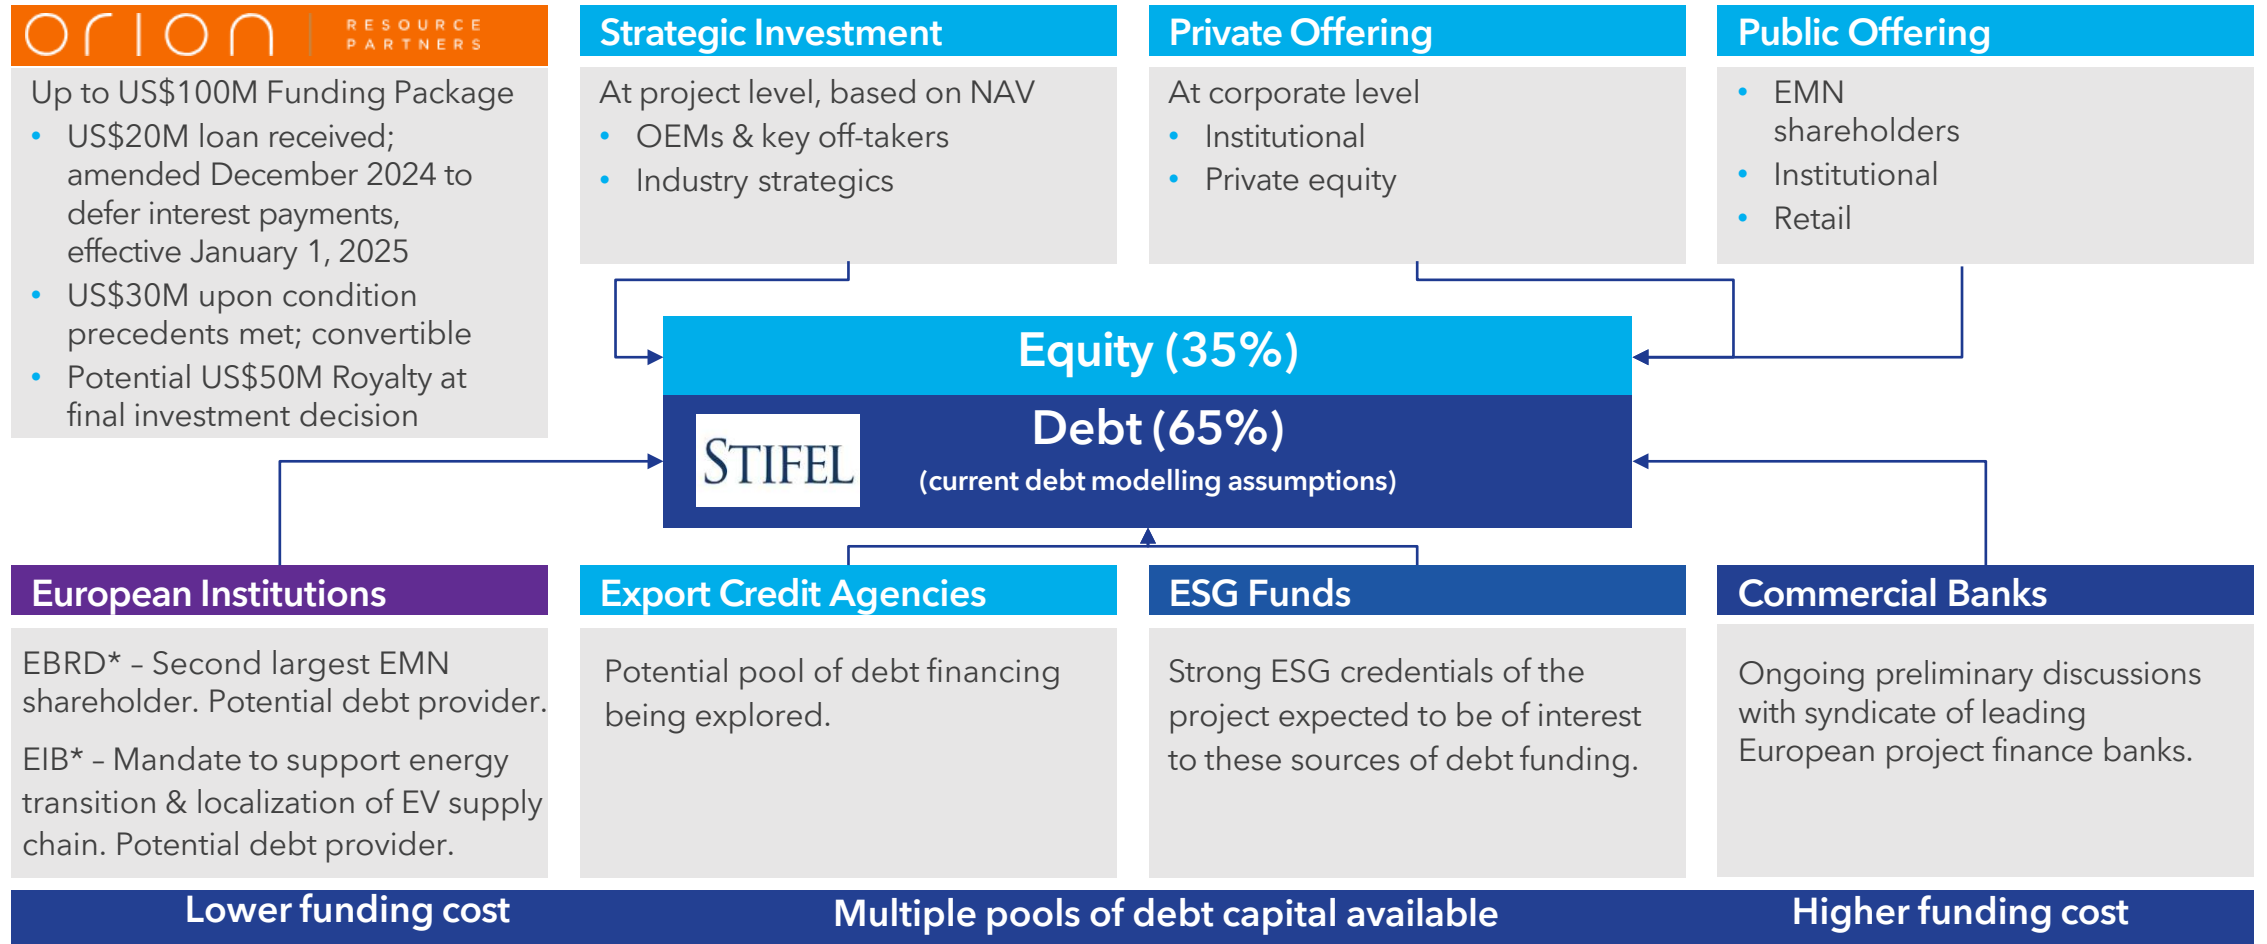 orion RESOURCE
PARTNERS
Up to US$100M Funding Package
• US$20M loan received;
amended December 2024 to
defer interest payments,
effective January 1, 2025
• US$30M upon condition
precedents met; convertible
• Potential US$50M Royalty at
final investment decision
Strategic Investment
At project level, based on NAV
• OEMs & key off-takers
• Industry strategics
Private Offering
At corporate level
• Institutional
• Private equity
Public Offering
• EMN
shareholders
• Institutional
• Retail
Equity (35%)
STIFEL
Debt (65%)
(current debt modelling assumptions)
European Institutions
EBRD* – Second largest EMN
shareholder. Potential debt provider.
EIB* – Mandate to support energy
transition & localization of EV supply
chain. Potential debt provider.
Export Credit Agencies
Potential pool of debt financing
being explored.
ESG Funds
Strong ESG credentials of the
project expected to be of interest
to these sources of debt funding.
Commercial Banks
Ongoing preliminary discussions
with syndicate of leading
European project finance banks.
Lower funding cost
Multiple pools of debt capital available
Higher funding cost